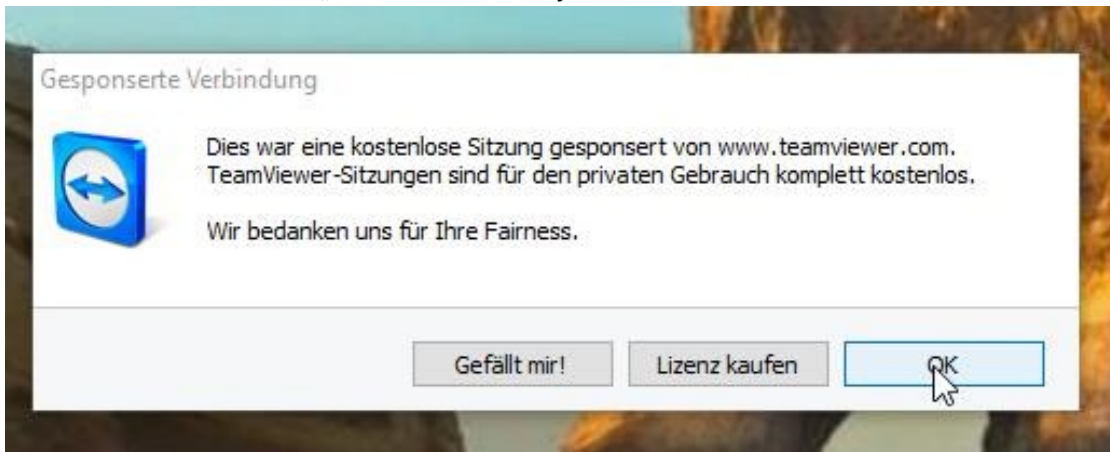 Gesponserte Verbindung
Dies war eine kostenlose Sitzung gesponsert von www.teamviewer.com.
TeamViewer-Sitzungen sind für den privaten Gebrauch komplett kostenlos.
Wir bedanken uns für Ihre Fairness.
Gefällt mir! Lizenz kaufen OK